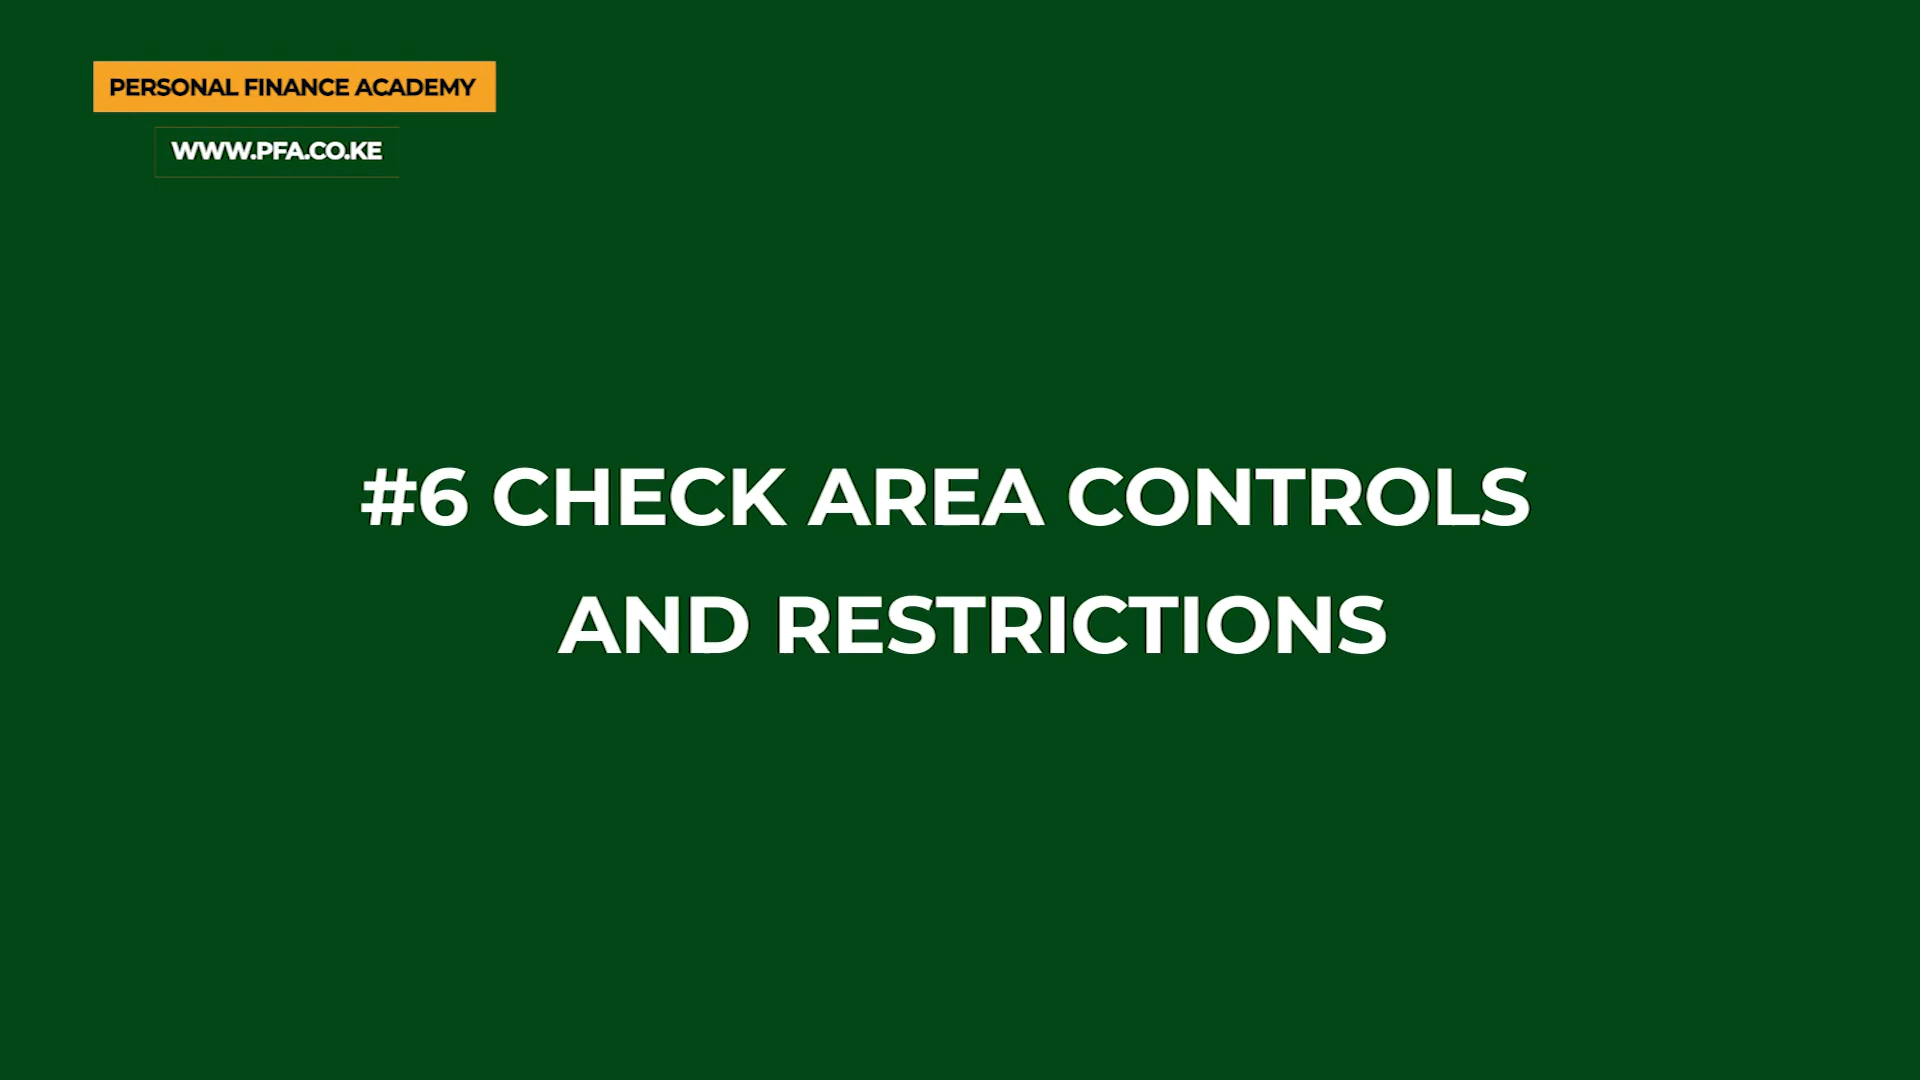 PERSONAL FINANCE ACADEMY
WWW.PFA.CO.KE
#6 CHECK AREA CONTROLS
AND RESTRICTIONS